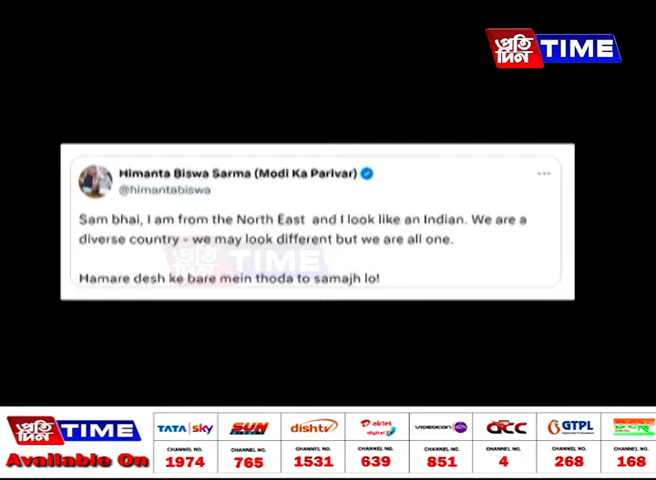 প্রতিদিন TIME
Himanta Biswa Sarma (Modi Ka Parivar)
@himantabiswa
Sam bhai, I am from the North East and I look like an Indian. We are a
diverse country - we may look different but we are all one.
Hamare desh ke bare mein thoda to samajh lo!
TIME
প্রতিদিন TIME
Available On
TATA sky
CHANNEL NO.
1974
SUN
CHANNEL NO.
765
dishtv
CHANNEL NO.
1531
airtel
digital TV
CHANNEL NO.
639
VIDEOCON d2h
CHANNEL NO.
851
CHANNEL NO.
4
GTPL
CHANNEL NO.
268
CHANNEL NO.
168